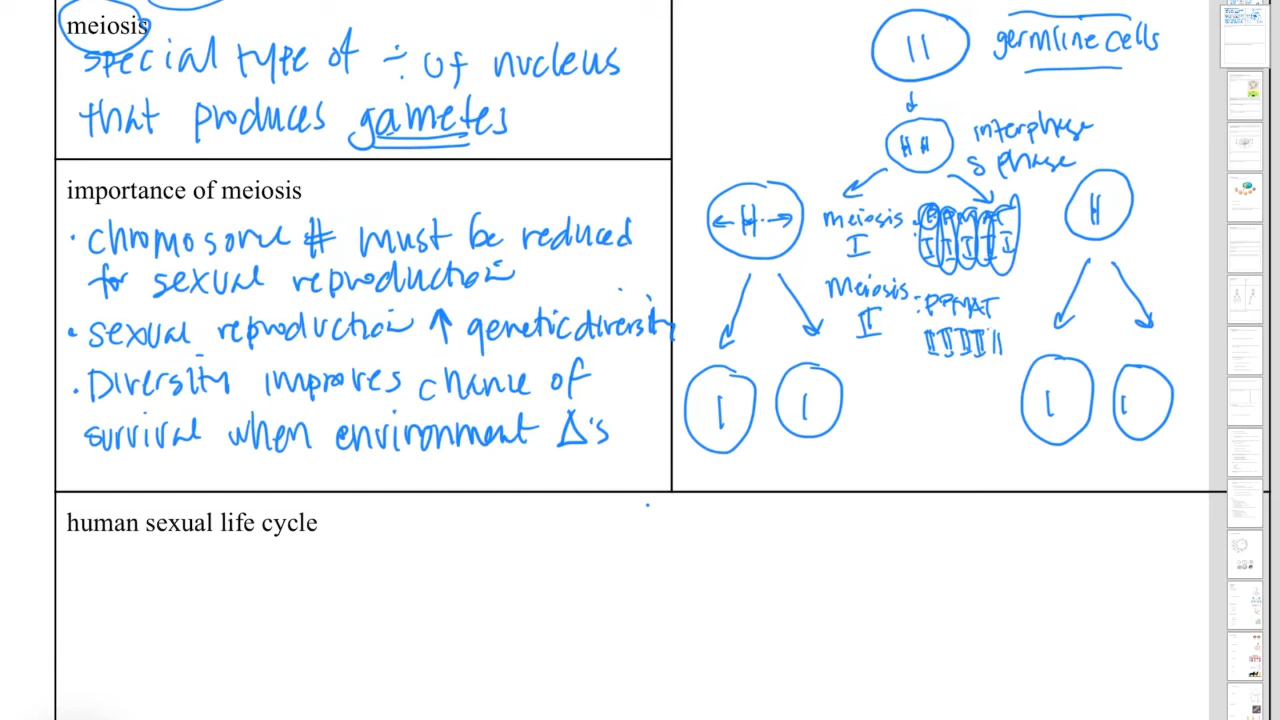 meiosis
special type of ÷ of nucleus
that produces gametes
importance of meiosis
· chromosome # must be reduced
for sexual reproduction
· sexual reproduction ↑ genetic diversity
· Diversity improves chance of
survival when environment Δ's
human sexual life cycle
germline cells
interphase
S phase
meiosis :
I
I I I I I
Meiosis :
II
PPMAT